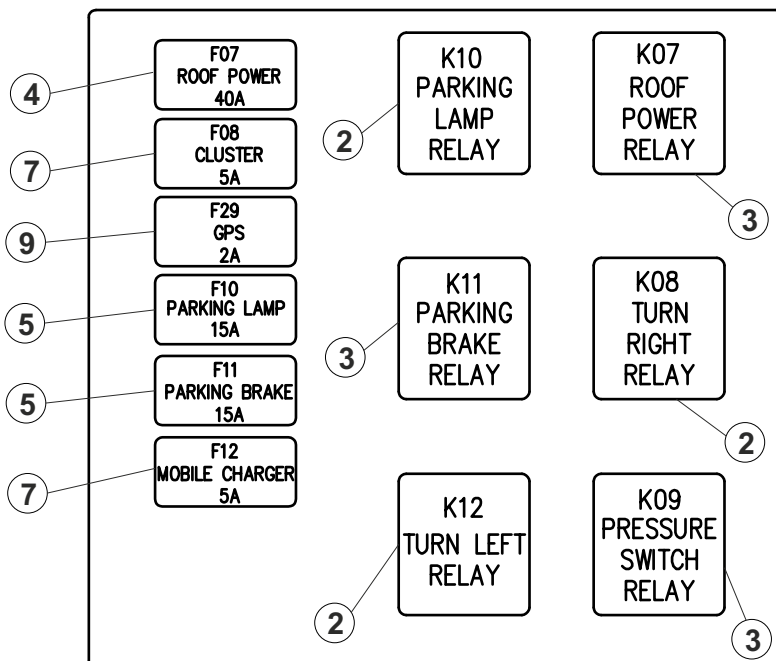 F07
ROOF POWER
40A
4
F08
CLUSTER
5A
7
F29
GPS
2A
9
F10
PARKING LAMP
15A
5
F11
PARKING BRAKE
15A
5
F12
MOBILE CHARGER
5A
7
K10
PARKING
LAMP
RELAY
2
K07
ROOF
POWER
RELAY
3
K11
PARKING
BRAKE
RELAY
3
K08
TURN
RIGHT
RELAY
2
K12
TURN LEFT
RELAY
2
K09
PRESSURE
SWITCH
RELAY
3